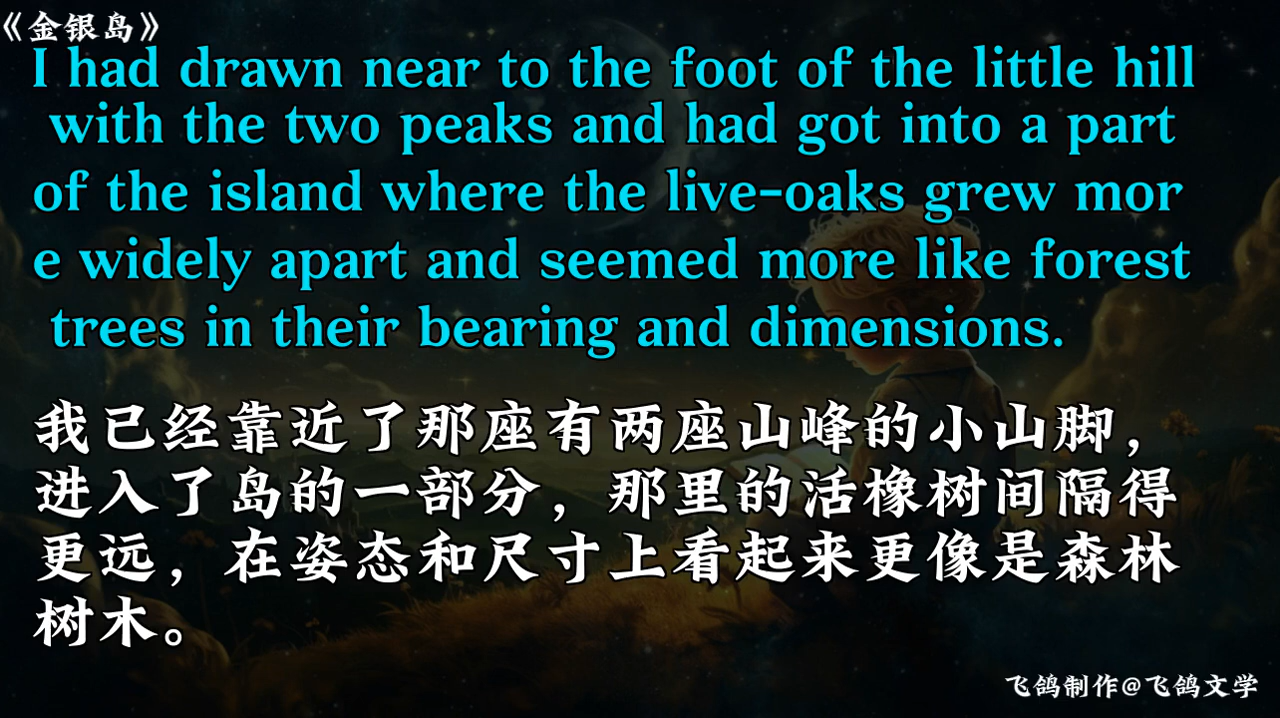 《金银岛》
I had drawn near to the foot of the little hill
with the two peaks and had got into a part
of the island where the live-oaks grew mor
e widely apart and seemed more like forest
trees in their bearing and dimensions.
我已经靠近了那座有两座山峰的小山脚，
进入了岛的一部分，那里的活橡树间隔得
更远，在姿态和尺寸上看起来更像是森林
树木。
飞鸽制作@飞鸽文学